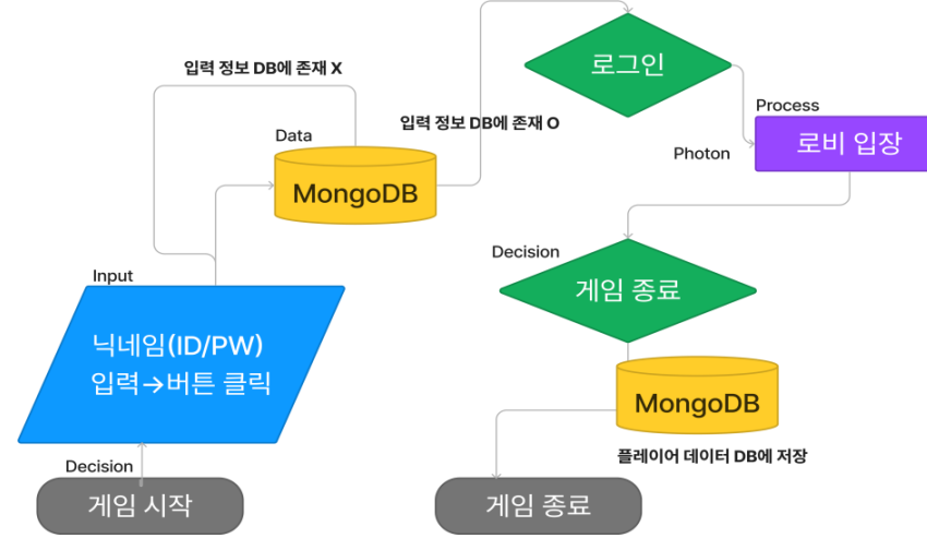 입력 정보 DB에 존재 X
Data
MongoDB
입력 정보 DB에 존재 O
로그인
Process
Photon
로비 입장
Input
닉네임(ID/PW)
입력→버튼 클릭
Decision
게임 시작
Decision
게임 종료
MongoDB
플레이어 데이터 DB에 저장
게임 종료